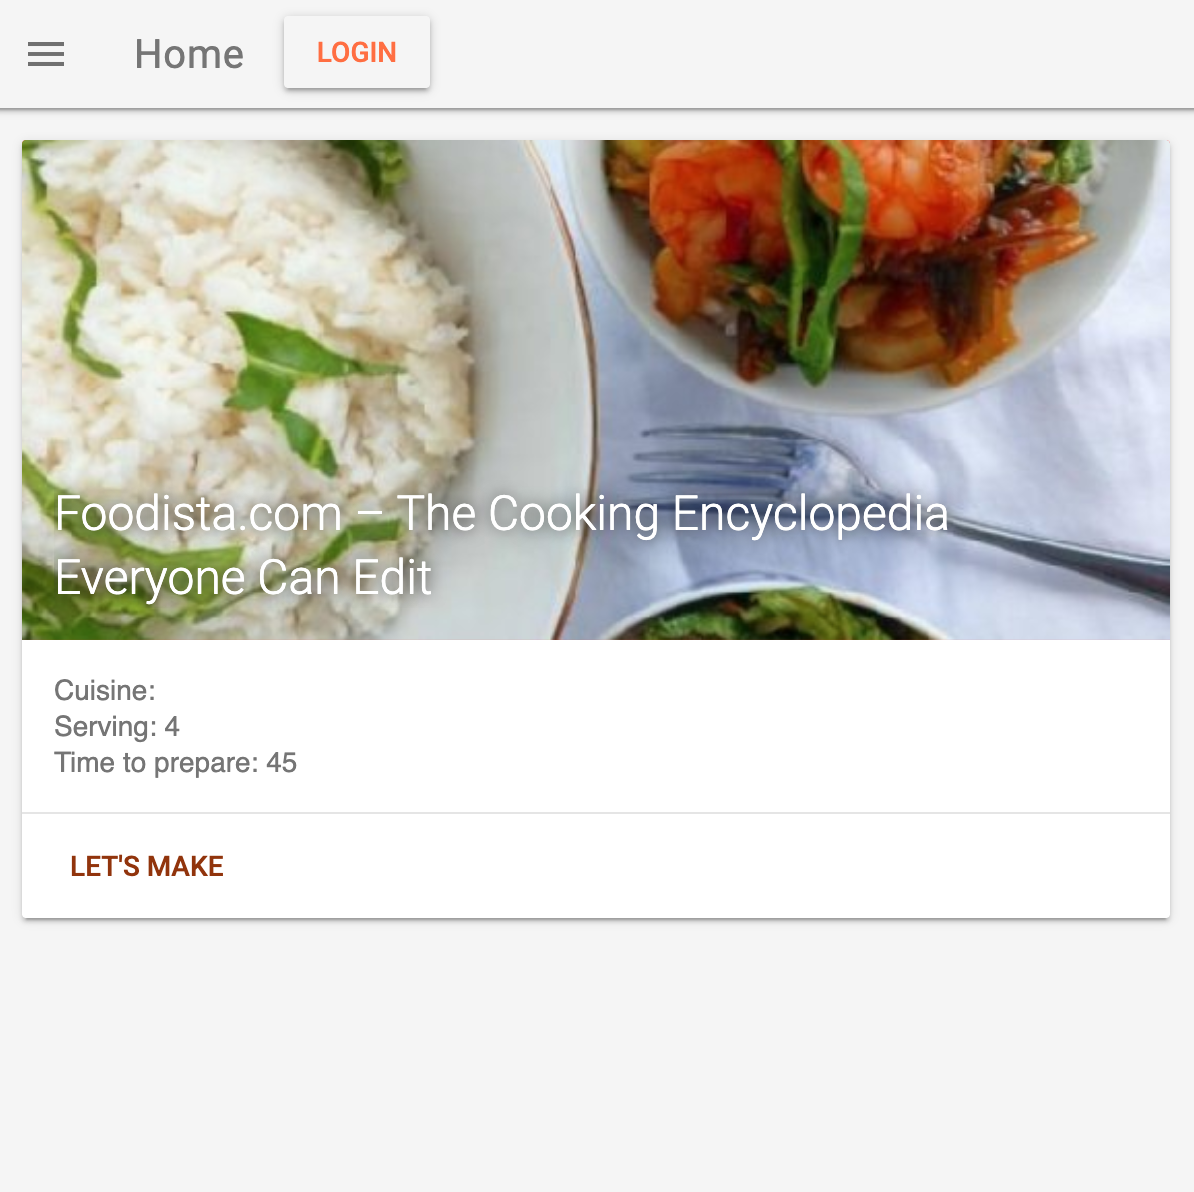 Home
LOGIN
Foodista.com – The Cooking Encyclopedia
Everyone Can Edit
Cuisine:
Serving: 4
Time to prepare: 45
LET'S MAKE